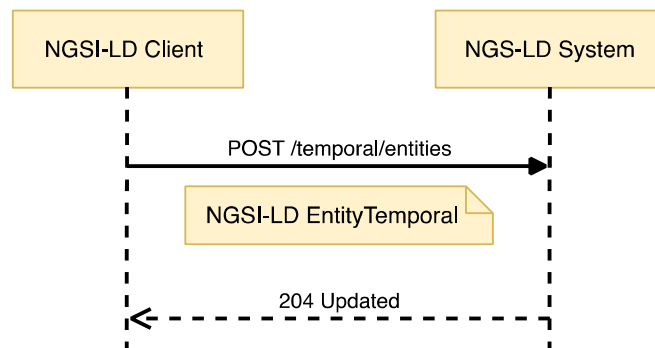 NGSI-LD Client
NGS-LD System
POST /temporal/entities
NGSI-LD EntityTemporal
204 Updated